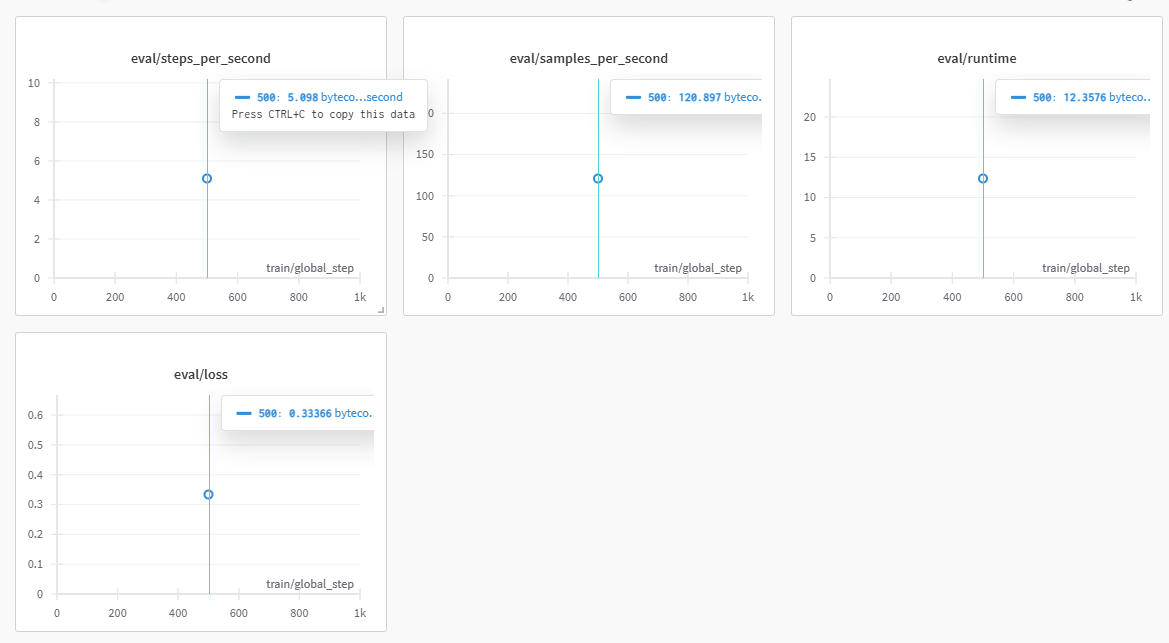 eval/steps_per_second
10
8
6
4
2
0
500: 5.098 byteco...second
Press CTRL+C to copy this data
train/global_step
0 200 400 600 800 1k
eval/samples_per_second
0
150
100
50
0
500: 120.897 byteco.
train/global_step
0 200 400 600 800 1k
eval/runtime
20
15
10
5
0
500: 12.3576 byteco..
train/global_step
0 200 400 600 800 1k
eval/loss
0.6
0.5
0.4
0.3
0.2
0.1
0
500: 0.33366 byteco.
train/global_step
0 200 400 600 800 1k